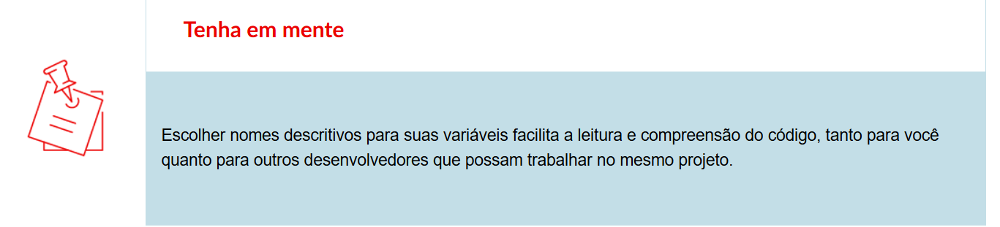 Tenha em mente
Escolher nomes descritivos para suas variáveis facilita a leitura e compreensão do código, tanto para você
quanto para outros desenvolvedores que possam trabalhar no mesmo projeto.